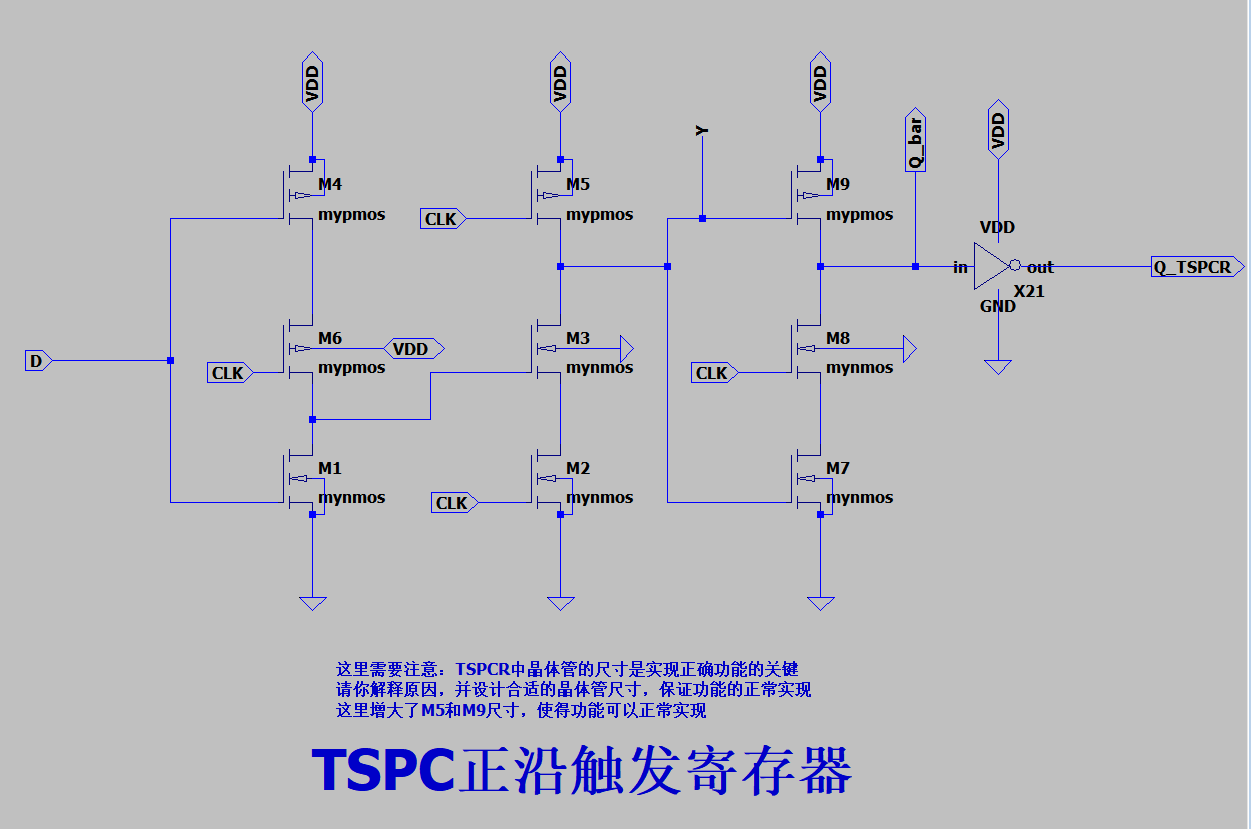 VDD
VDD
VDD
VDD
Q_bar
Y
M4
mypmos
M5
mypmos
M9
mypmos
CLK
VDD
in
out
Q_TSPCR
X21
GND
D
M6
mypmos
VDD
CLK
M3
mynmos
M8
mynmos
CLK
M1
mynmos
M2
mynmos
CLK
M7
mynmos
这里需要注意：TSPCR中晶体管的尺寸是实现正确功能的关键
请你解释原因，并设计合适的晶体管尺寸，保证功能的正常实现
这里增大了M5和M9尺寸，使得功能可以正常实现
TSPC正沿触发寄存器